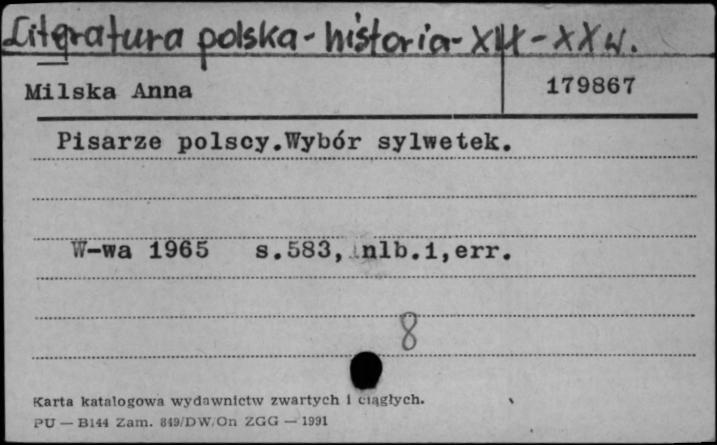 Literatura polska - historia - XIX - XX w.
Milska Anna 179867
Pisarze polscy.Wybór sylwetek.
W-wa 1965 s.583, nlb.1,err.
8
Karta katalogowa wydawnictw zwartych i ciągłych.
PU — B144 Zam. 849/DW/On ZGG — 1991